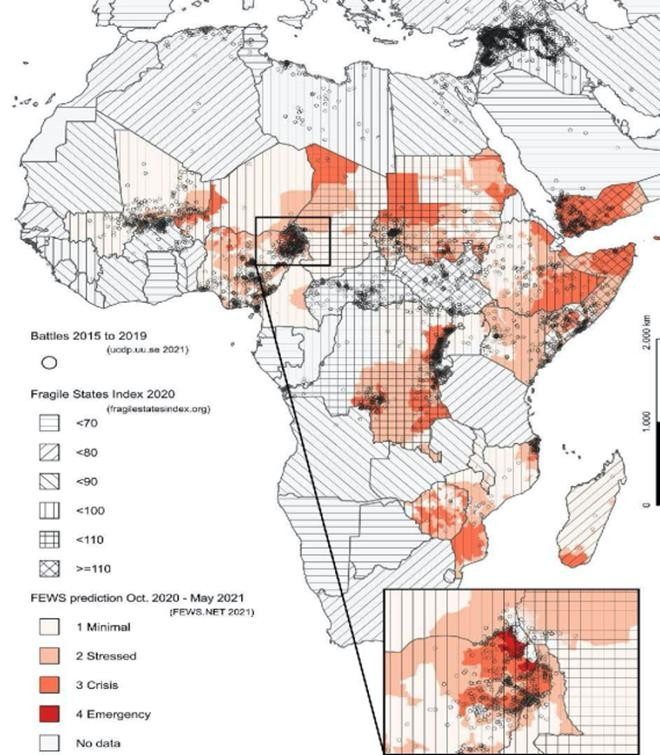 Battles 2015 to 2019
(ucdp.uu.se 2021)
Fragile States Index 2020
(fragilestatesindex.org)
<70
<80
<90
<100
<110
>=110
FEWS prediction Oct. 2020 - May 2021
(FEWS.NET 2021)
1 Minimal
2 Stressed
3 Crisis
4 Emergency
No data
2.000 km
1.000
0